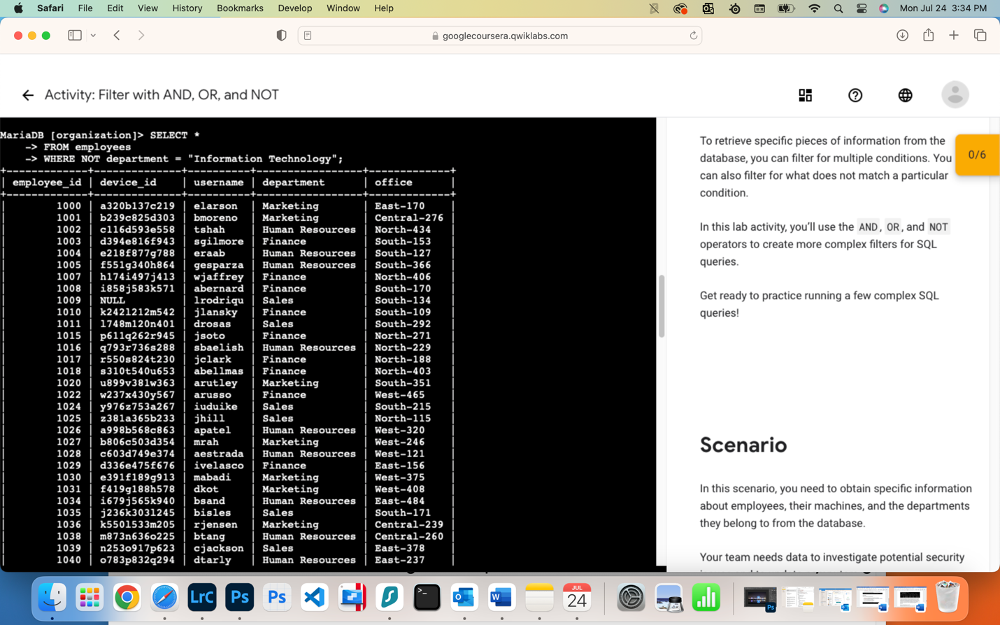 Safari File Edit View History Bookmarks Develop Window Help Mon Jul 24 3:34 PM
googlecoursera.qwiklabs.com
Activity: Filter with AND, OR, and NOT
MariaDB [organization]> SELECT *
-> FROM employees
-> WHERE NOT department = "Information Technology";
+-------------+--------------+----------+-----------------+-------------+
| employee_id | device_id | username | department | office |
+-------------+--------------+----------+-----------------+-------------+
| 1000 | a320b137c219 | elarson | Marketing | East-170 |
| 1001 | b239c825d303 | bmoreno | Marketing | Central-276 |
| 1002 | c116d593e558 | tshah | Human Resources | North-434 |
| 1003 | d394e816f943 | sgilmore | Finance | South-153 |
| 1004 | e218f877g788 | eraab | Human Resources | South-127 |
| 1005 | f551g340h864 | gesparza | Human Resources | South-366 |
| 1007 | h174i497j413 | wjaffrey | Finance | North-406 |
| 1008 | i858j583k571 | abernard | Finance | South-170 |
| 1009 | NULL | lrodriqu | Sales | South-134 |
| 1010 | k242l212m542 | jlansky | Finance | South-109 |
| 1011 | l748m120n401 | drosas | Sales | South-292 |
| 1015 | p611q262r945 | jsoto | Finance | North-271 |
| 1016 | q793r736s288 | sbaelish | Human Resources | North-229 |
| 1017 | r550s824t230 | jclark | Finance | North-188 |
| 1018 | s310t540u653 | abellmas | Finance | North-403 |
| 1020 | u899v381w363 | arutley | Marketing | South-351 |
| 1022 | w237x430y567 | arusso | Finance | West-465 |
| 1024 | y976z753a267 | iuduike | Sales | South-215 |
| 1025 | z381a365b233 | jhill | Sales | North-115 |
| 1026 | a998b568c863 | apatel | Human Resources | West-320 |
| 1027 | b806c503d354 | mrah | Marketing | West-246 |
| 1028 | c603d749e374 | aestrada | Human Resources | West-121 |
| 1029 | d336e475f676 | ivelasco | Finance | East-156 |
| 1030 | e391f189g913 | mabadi | Marketing | West-375 |
| 1031 | f419g188h578 | dkot | Marketing | West-408 |
| 1034 | i679j565k940 | bsand | Human Resources | East-484 |
| 1035 | j236k303l245 | bisles | Sales | South-171 |
| 1036 | k550l533m205 | rjensen | Marketing | Central-239 |
| 1038 | m873n636o225 | btang | Human Resources | Central-260 |
| 1039 | n253o917p623 | cjackson | Sales | East-378 |
| 1040 | o783p832q294 | dtarly | Human Resources | East-237 |
0/6
To retrieve specific pieces of information from the
database, you can filter for multiple conditions. You
can also filter for what does not match a particular
condition.
In this lab activity, you’ll use the AND, OR, and NOT
operators to create more complex filters for SQL
queries.
Get ready to practice running a few complex SQL
queries!
Scenario
In this scenario, you need to obtain specific information
about employees, their machines, and the departments
they belong to from the database.
Your team needs data to investigate potential security
LrC
Ps
Ps
JUL
24